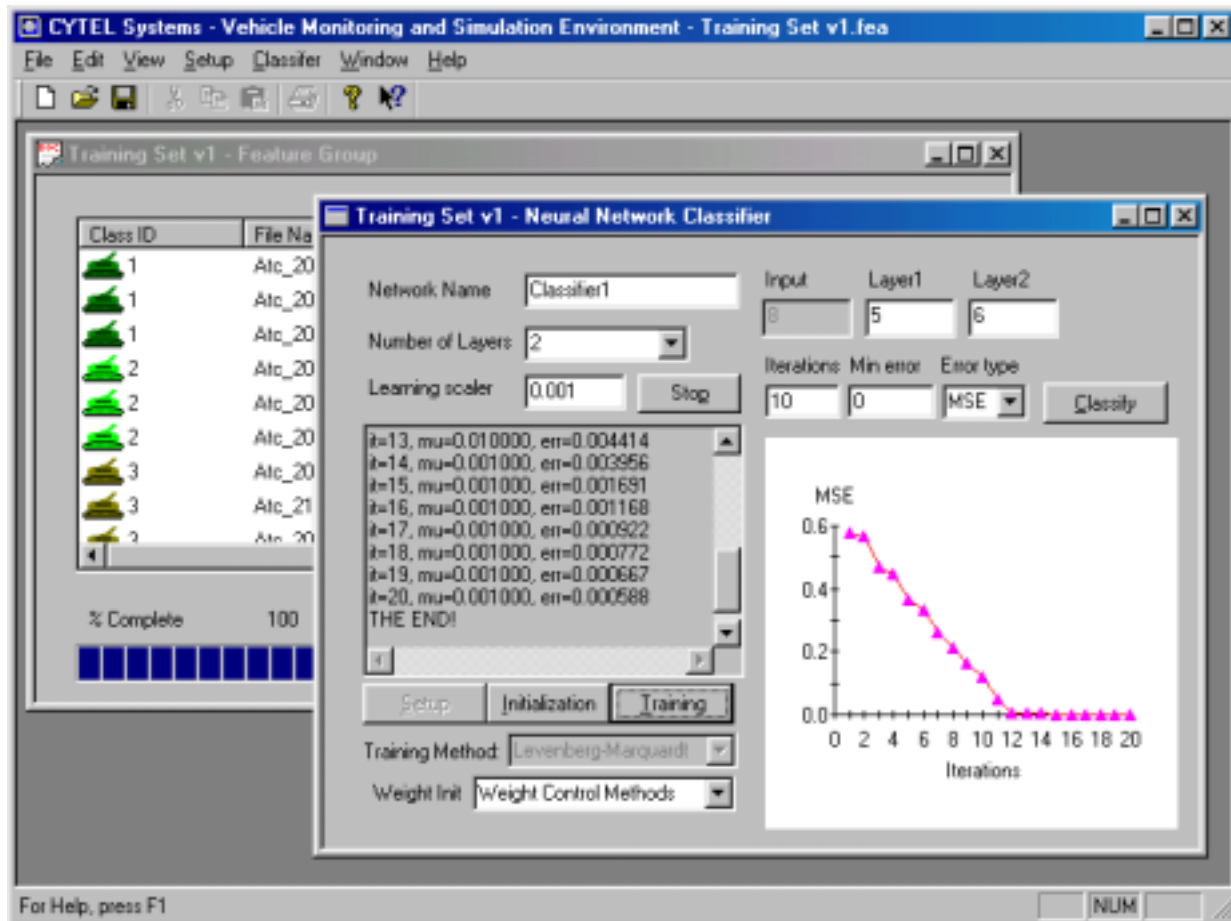 CYTEL Systems - Vehicle Monitoring and Simulation Environment - Training Set v1.fea
File Edit View Setup Classifer Window Help
Training Set v1 - Feature Group
Class ID File Na
1 Atc_20
1 Atc_20
1 Atc_20
2 Atc_20
2 Atc_20
2 Atc_20
3 Atc_20
3 Atc_21
3 Atc_20
% Complete 100
Training Set v1 - Neural Network Classifier
Network Name Classifier1
Number of Layers 2
Learning scaler 0.001 Stop
Input Layer1 Layer2
8 5 6
Iterations Min error Error type
10 0 MSE Classify
it=13, mu=0.010000, err=0.004414
it=14, mu=0.001000, err=0.003956
it=15, mu=0.001000, err=0.001691
it=16, mu=0.001000, err=0.001168
it=17, mu=0.001000, err=0.000922
it=18, mu=0.001000, err=0.000772
it=19, mu=0.001000, err=0.000667
it=20, mu=0.001000, err=0.000588
THE END!
Setup Initialization Training
Training Method: Levenberg-Marquardt
Weight Init Weight Control Methods
MSE
0.6
0.4
0.2
0.0
0 2 4 6 8 10 12 14 16 18 20
Iterations
For Help, press F1
NUM